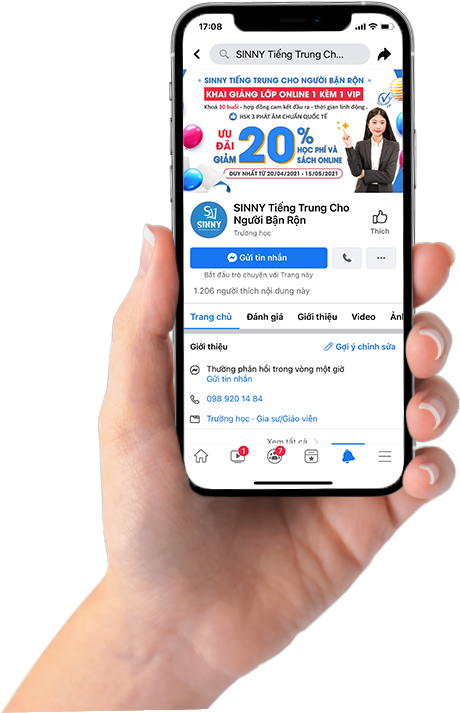 17:08
SINNY Tiếng Trung Ch...
SINNY TIẾNG TRUNG CHO NGƯỜI BẬN RỘN
KHAI GIẢNG LỚP ONLINE 1 KÈM 1 VIP
Khoá 30 buổi - hợp đồng cam kết đầu ra - thời gian linh động
HSK 3 PHÁT ÂM CHUẨN QUỐC TẾ
ƯU ĐÃI GIẢM 20% HỌC PHÍ VÀ SÁCH ONLINE
DUY NHẤT TỪ 20/04/2021 - 15/05/2021
SINNY
SINNY Tiếng Trung Cho
Người Bận Rộn
Trường học
Thích
Gửi tin nhắn
Bắt đầu trò chuyện với Trang này
1.206 người thích nội dung này
Trang chủ Đánh giá Giới thiệu Video Ản
Giới thiệu Gợi ý chỉnh sửa
Thường phản hồi trong vòng một giờ
Gửi tin nhắn
098 920 14 84
Trường học · Gia sư/Giáo viên
Xem tất cả
1 7